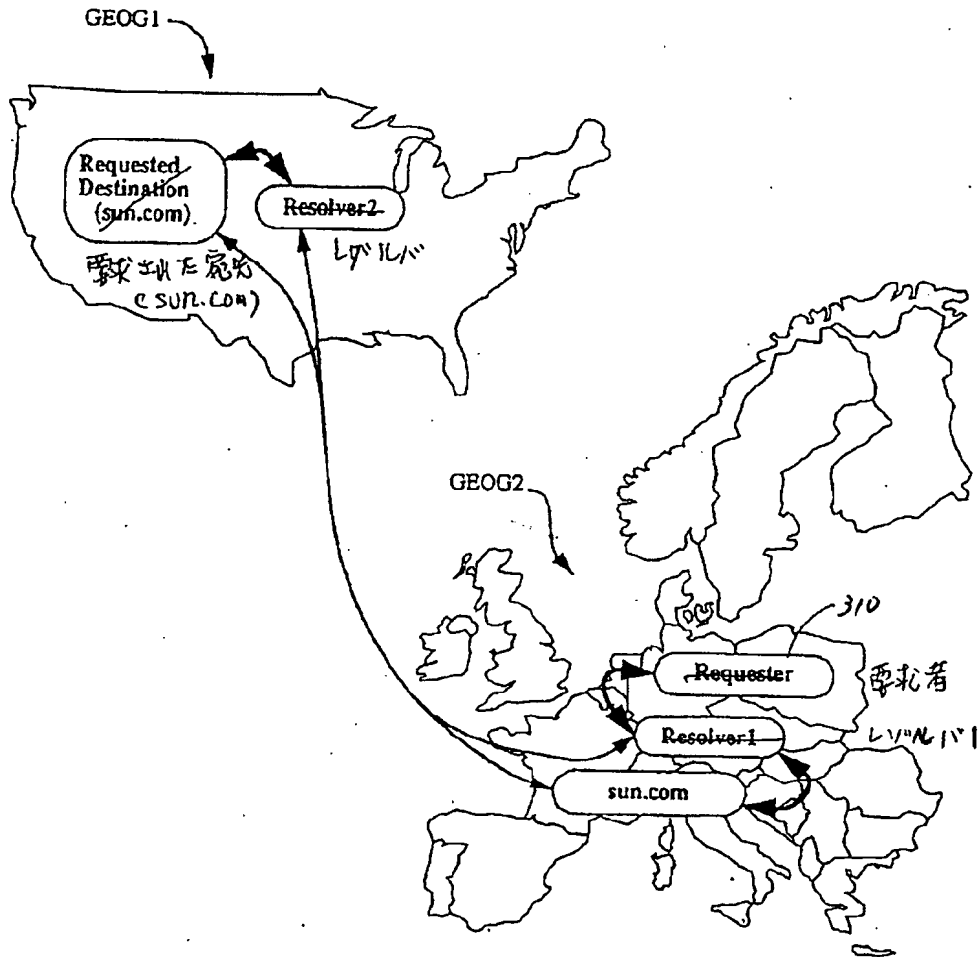 GEOG1
Requested
Destination
(sun.com)
Resolver2
レゾルバ
要求された宛先
(sun.com)
GEOG2
310
Requester
要求者
Resolver1
レゾルバ1
sun.com